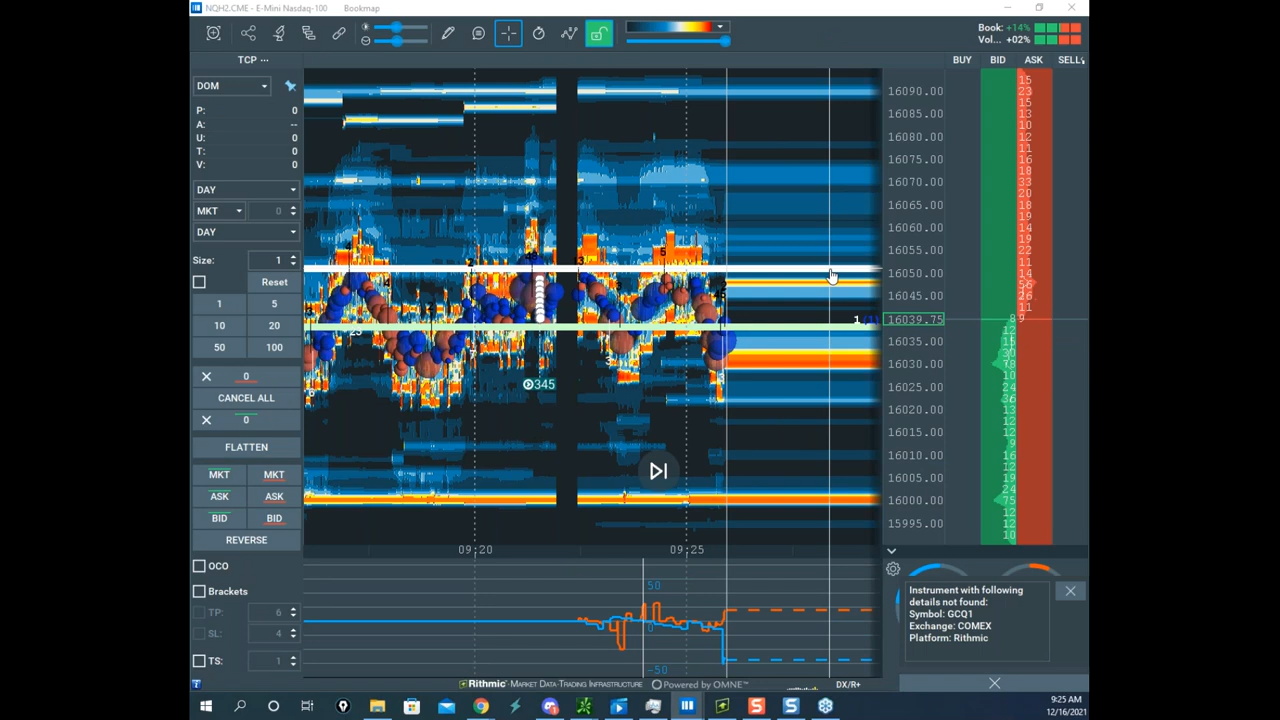 NQH2.CME - E-Mini Nasdaq-100 Bookmap
Book: +14%
Vol... +02%
TCP ...
BUY BID ASK SELL
DOM
P: 0
A: --
U: 0
T: 0
V: 0
DAY
MKT 0
DAY
Size: 1
Reset
1 5
10 20
50 100
0
CANCEL ALL
0
FLATTEN
MKT MKT
ASK ASK
BID BID
REVERSE
OCO
Brackets
TP: 6
SL: 4
TS: 1
345
16090.00
16085.00
16080.00
16075.00
16070.00
16065.00
16060.00
16055.00
16050.00
16045.00
16039.75
16035.00
16030.00
16025.00
16020.00
16015.00
16010.00
16005.00
16000.00
15995.00
09:20 09:25
50
0
-50
Instrument with following
details not found:
Symbol: GCQ1
Exchange: COMEX
Platform: Rithmic
Rithmic - Market Data-Trading Infrastructure Powered by OMNE™ DX/R+
9:25 AM
12/16/2021